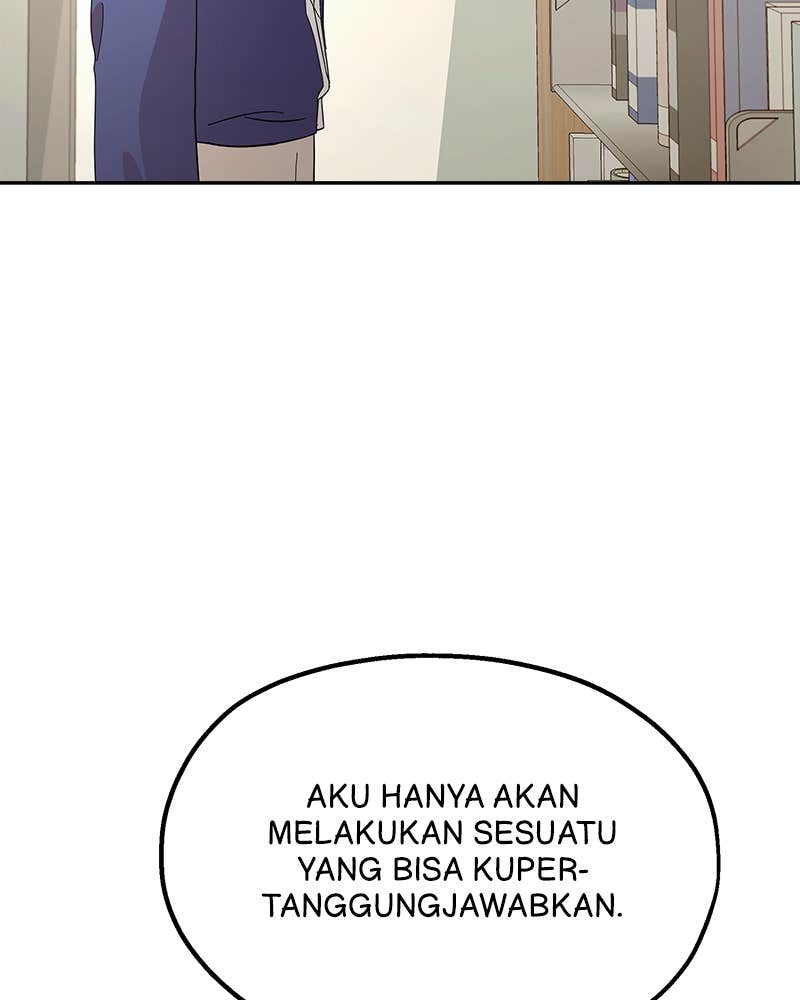 AKU HANYA AKAN
MELAKUKAN SESUATU
YANG BISA KUPER-
TANGGUNGJAWABKAN.